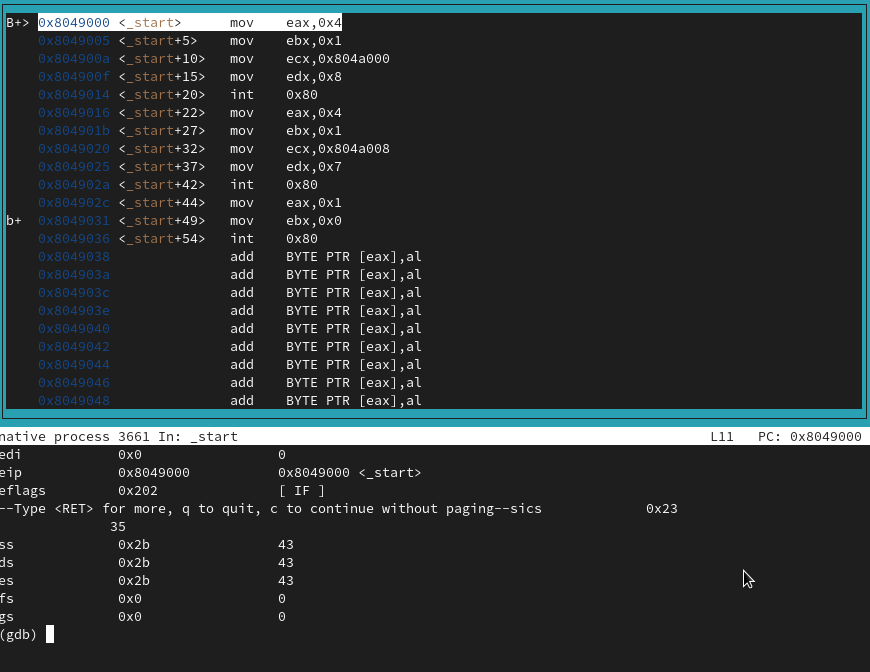 B+> 0x8049000 <_start> mov eax,0x4
0x8049005 <_start+5> mov ebx,0x1
0x804900a <_start+10> mov ecx,0x804a000
0x804900f <_start+15> mov edx,0x8
0x8049014 <_start+20> int 0x80
0x8049016 <_start+22> mov eax,0x4
0x804901b <_start+27> mov ebx,0x1
0x8049020 <_start+32> mov ecx,0x804a008
0x8049025 <_start+37> mov edx,0x7
0x804902a <_start+42> int 0x80
0x804902c <_start+44> mov eax,0x1
b+ 0x8049031 <_start+49> mov ebx,0x0
0x8049036 <_start+54> int 0x80
0x8049038 add BYTE PTR [eax],al
0x804903a add BYTE PTR [eax],al
0x804903c add BYTE PTR [eax],al
0x804903e add BYTE PTR [eax],al
0x8049040 add BYTE PTR [eax],al
0x8049042 add BYTE PTR [eax],al
0x8049044 add BYTE PTR [eax],al
0x8049046 add BYTE PTR [eax],al
0x8049048 add BYTE PTR [eax],al
native process 3661 In: _start L11 PC: 0x8049000
edi 0x0 0
eip 0x8049000 0x8049000 <_start>
eflags 0x202 [ IF ]
--Type <RET> for more, q to quit, c to continue without paging--sics 0x23
35
ss 0x2b 43
ds 0x2b 43
es 0x2b 43
fs 0x0 0
gs 0x0 0
(gdb)